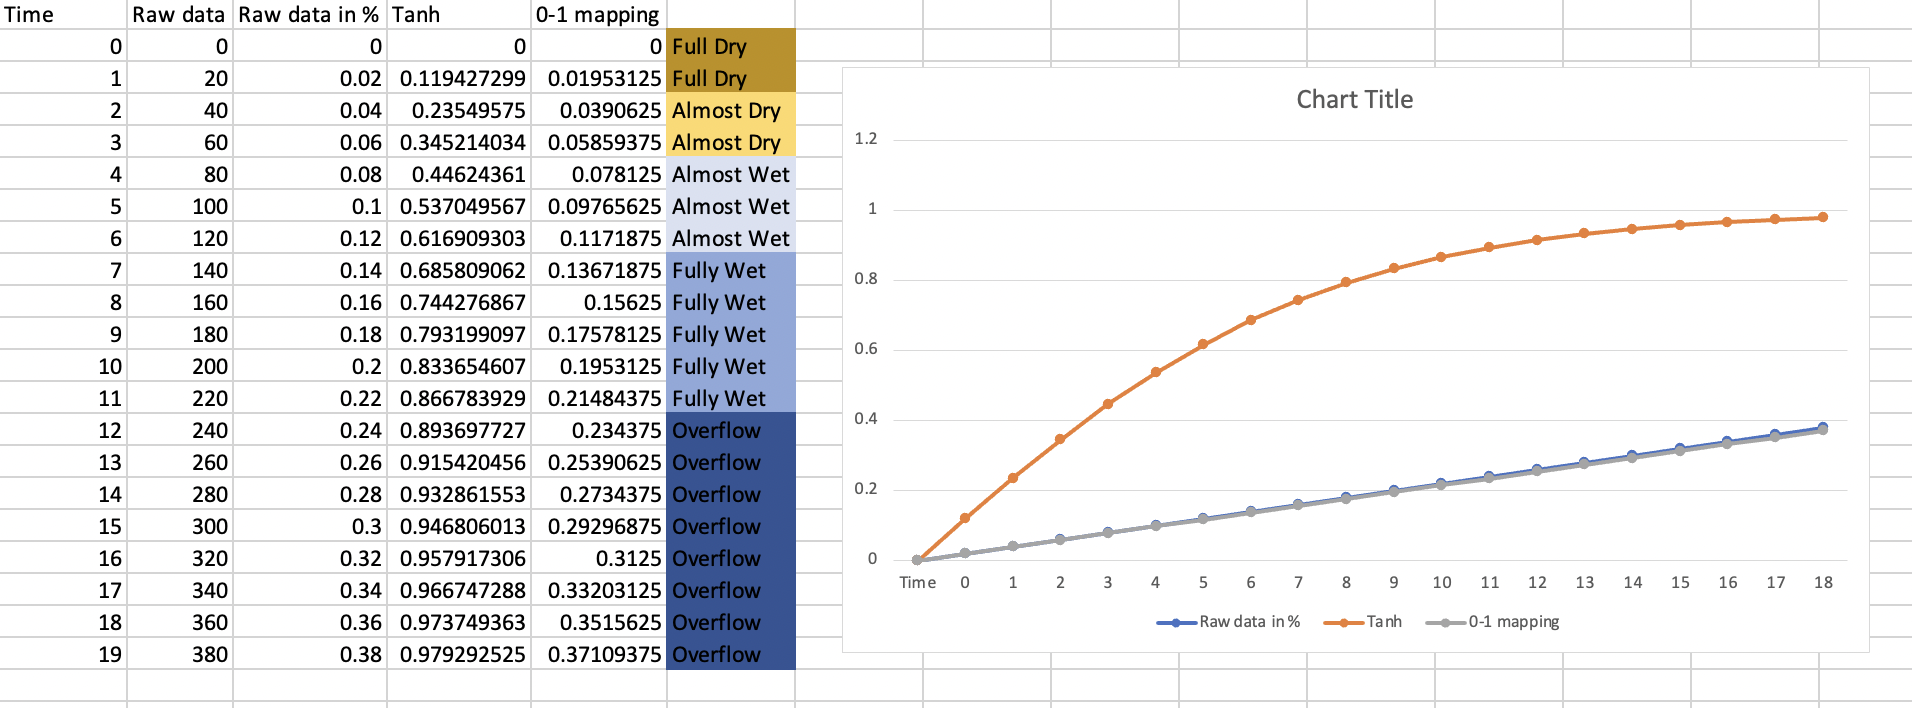 Time Raw data Raw data in % Tanh 0-1 mapping
0 0 0 0 0 Full Dry
1 20 0.02 0.119427299 0.01953125 Full Dry
2 40 0.04 0.23549575 0.0390625 Almost Dry
3 60 0.06 0.345214034 0.05859375 Almost Dry
4 80 0.08 0.44624361 0.078125 Almost Wet
5 100 0.1 0.537049567 0.09765625 Almost Wet
6 120 0.12 0.616909303 0.1171875 Almost Wet
7 140 0.14 0.685809062 0.13671875 Fully Wet
8 160 0.16 0.744276867 0.15625 Fully Wet
9 180 0.18 0.793199097 0.17578125 Fully Wet
10 200 0.2 0.833654607 0.1953125 Fully Wet
11 220 0.22 0.866783929 0.21484375 Fully Wet
12 240 0.24 0.893697727 0.234375 Overflow
13 260 0.26 0.915420456 0.25390625 Overflow
14 280 0.28 0.932861553 0.2734375 Overflow
15 300 0.3 0.946806013 0.29296875 Overflow
16 320 0.32 0.957917306 0.3125 Overflow
17 340 0.34 0.966747288 0.33203125 Overflow
18 360 0.36 0.973749363 0.3515625 Overflow
19 380 0.38 0.979292525 0.37109375 Overflow
Chart Title
1.2
1
0.8
0.6
0.4
0.2
0
Time 0 1 2 3 4 5 6 7 8 9 10 11 12 13 14 15 16 17 18
Raw data in % Tanh 0-1 mapping